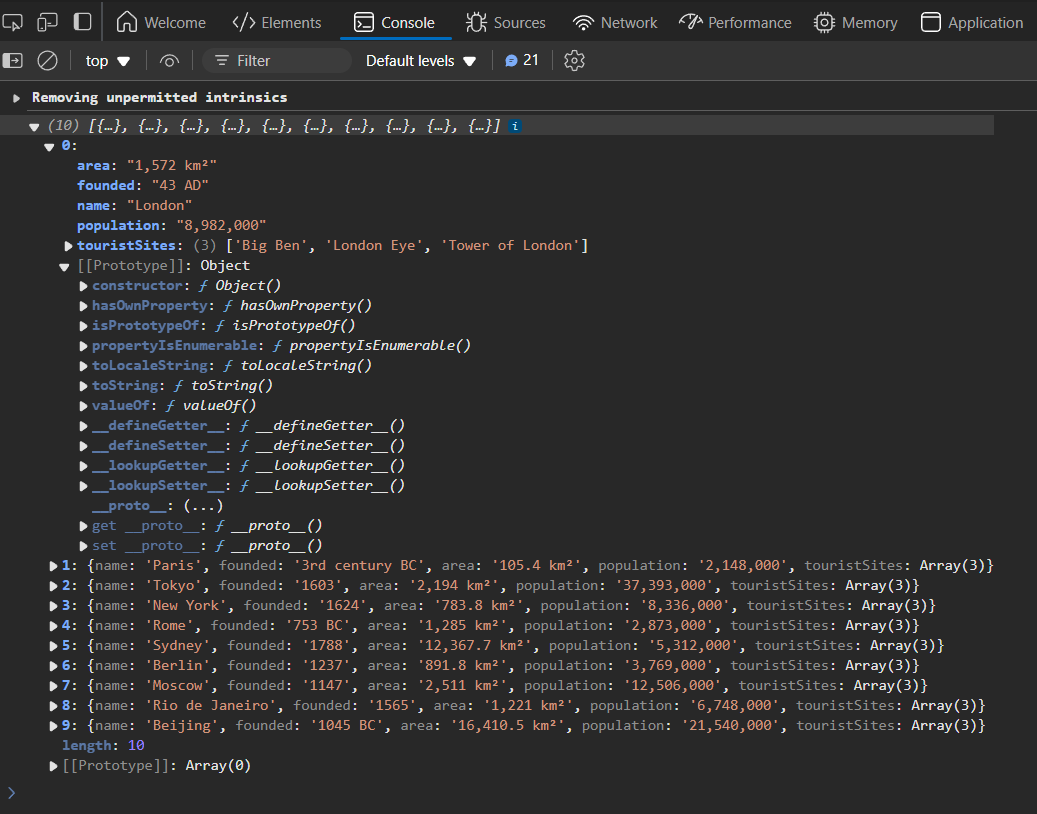 Welcome </> Elements Console Sources Network Performance Memory Application
top Filter Default levels 21
Removing unpermitted intrinsics
(10) [{…}, {…}, {…}, {…}, {…}, {…}, {…}, {…}, {…}, {…}] i
0:
area: "1,572 km²"
founded: "43 AD"
name: "London"
population: "8,982,000"
touristSites: (3) ['Big Ben', 'London Eye', 'Tower of London']
[[Prototype]]: Object
constructor: ƒ Object()
hasOwnProperty: ƒ hasOwnProperty()
isPrototypeOf: ƒ isPrototypeOf()
propertyIsEnumerable: ƒ propertyIsEnumerable()
toLocaleString: ƒ toLocaleString()
toString: ƒ toString()
valueOf: ƒ valueOf()
__defineGetter__: ƒ __defineGetter__()
__defineSetter__: ƒ __defineSetter__()
__lookupGetter__: ƒ __lookupGetter__()
__lookupSetter__: ƒ __lookupSetter__()
__proto__: (...)
get __proto__: ƒ __proto__()
set __proto__: ƒ __proto__()
1: {name: 'Paris', founded: '3rd century BC', area: '105.4 km²', population: '2,148,000', touristSites: Array(3)}
2: {name: 'Tokyo', founded: '1603', area: '2,194 km²', population: '37,393,000', touristSites: Array(3)}
3: {name: 'New York', founded: '1624', area: '783.8 km²', population: '8,336,000', touristSites: Array(3)}
4: {name: 'Rome', founded: '753 BC', area: '1,285 km²', population: '2,873,000', touristSites: Array(3)}
5: {name: 'Sydney', founded: '1788', area: '12,367.7 km²', population: '5,312,000', touristSites: Array(3)}
6: {name: 'Berlin', founded: '1237', area: '891.8 km²', population: '3,769,000', touristSites: Array(3)}
7: {name: 'Moscow', founded: '1147', area: '2,511 km²', population: '12,506,000', touristSites: Array(3)}
8: {name: 'Rio de Janeiro', founded: '1565', area: '1,221 km²', population: '6,748,000', touristSites: Array(3)}
9: {name: 'Beijing', founded: '1045 BC', area: '16,410.5 km²', population: '21,540,000', touristSites: Array(3)}
length: 10
[[Prototype]]: Array(0)